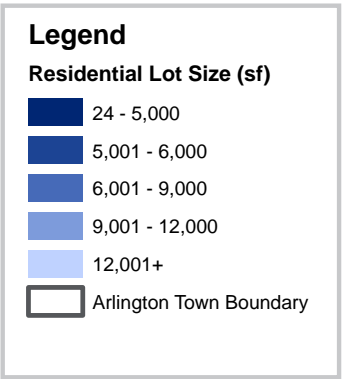 Legend
Residential Lot Size (sf)
24 - 5,000
5,001 - 6,000
6,001 - 9,000
9,001 - 12,000
12,001+
Arlington Town Boundary